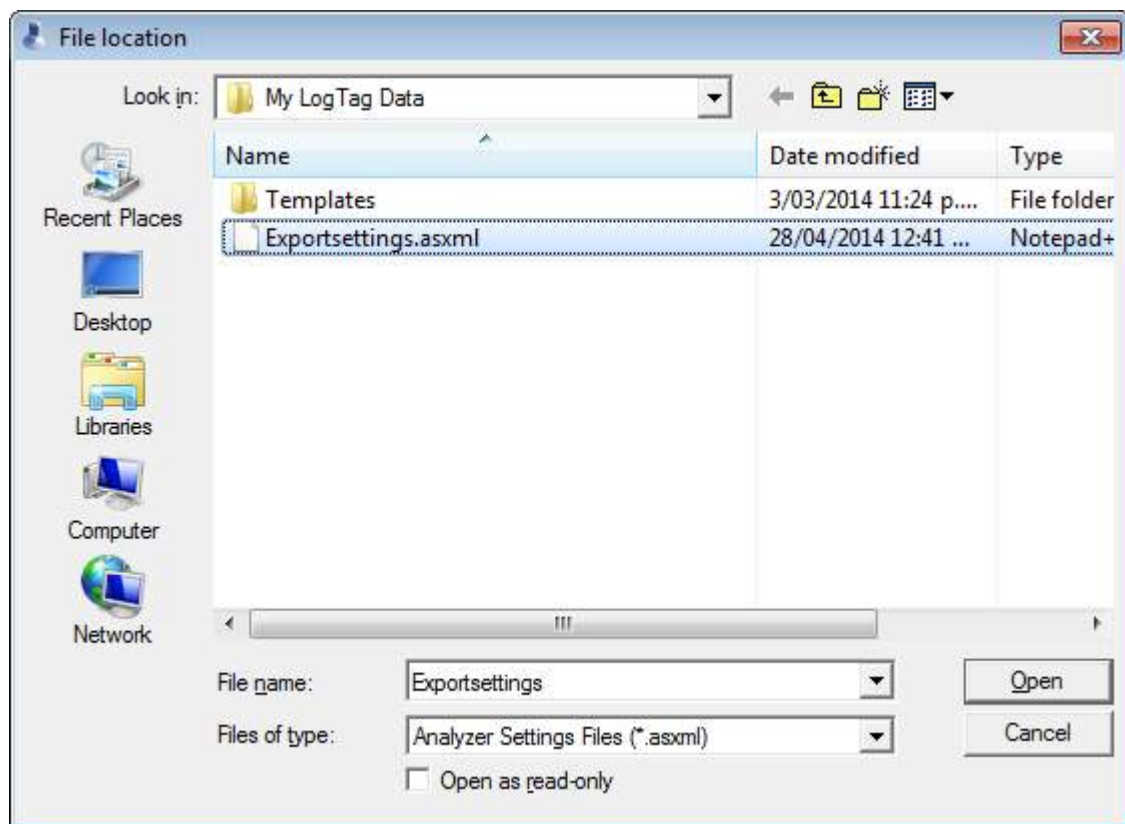 File location
Look in: My LogTag Data
Name Date modified Type
Templates 3/03/2014 11:24 p.... File folder
Exportsettings.asxml 28/04/2014 12:41 ... Notepad+
Recent Places
Desktop
Libraries
Computer
Network
File name: Exportsettings Open
Files of type: Analyzer Settings Files (*.asxml) Cancel
Open as read-only